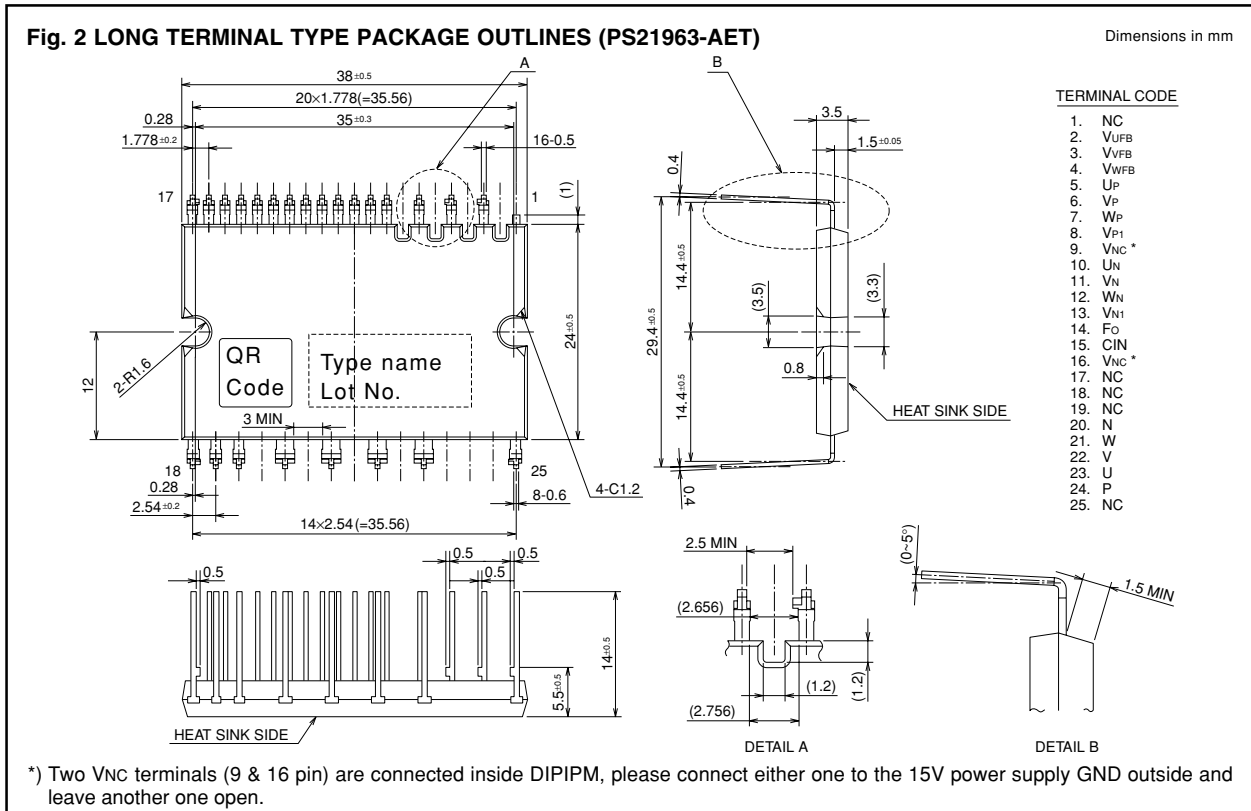 Fig. 2 LONG TERMINAL TYPE PACKAGE OUTLINES (PS21963-AET)
Dimensions in mm
A
B
38±0.5
20×1.778(=35.56)
35±0.3
0.28
1.778±0.2
16-0.5
17
1
(1)
QR
Code
Type name
Lot No.
2-R1.6
12
24±0.5
3 MIN
18
25
0.28
2.54±0.2
14×2.54(=35.56)
8-0.6
4-C1.2
3.5
1.5±0.05
0.4
14.4±0.5
29.4±0.5
14.4±0.5
(3.5)
(3.3)
0.8
HEAT SINK SIDE
0.4
TERMINAL CODE
1. NC
2. VUFB
3. VVFB
4. VWFB
5. UP
6. VP
7. WP
8. VP1
9. VNC *
10. UN
11. VN
12. WN
13. VN1
14. FO
15. CIN
16. VNC *
17. NC
18. NC
19. NC
20. N
21. W
22. V
23. U
24. P
25. NC
0.5
0.5
0.5
0.5
14±0.5
5.5±0.5
HEAT SINK SIDE
2.5 MIN
(2.656)
(1.2)
(1.2)
(2.756)
DETAIL A
(0~5°)
1.5 MIN
DETAIL B
*) Two VNC terminals (9 & 16 pin) are connected inside DIPIPM, please connect either one to the 15V power supply GND outside and
leave another one open.